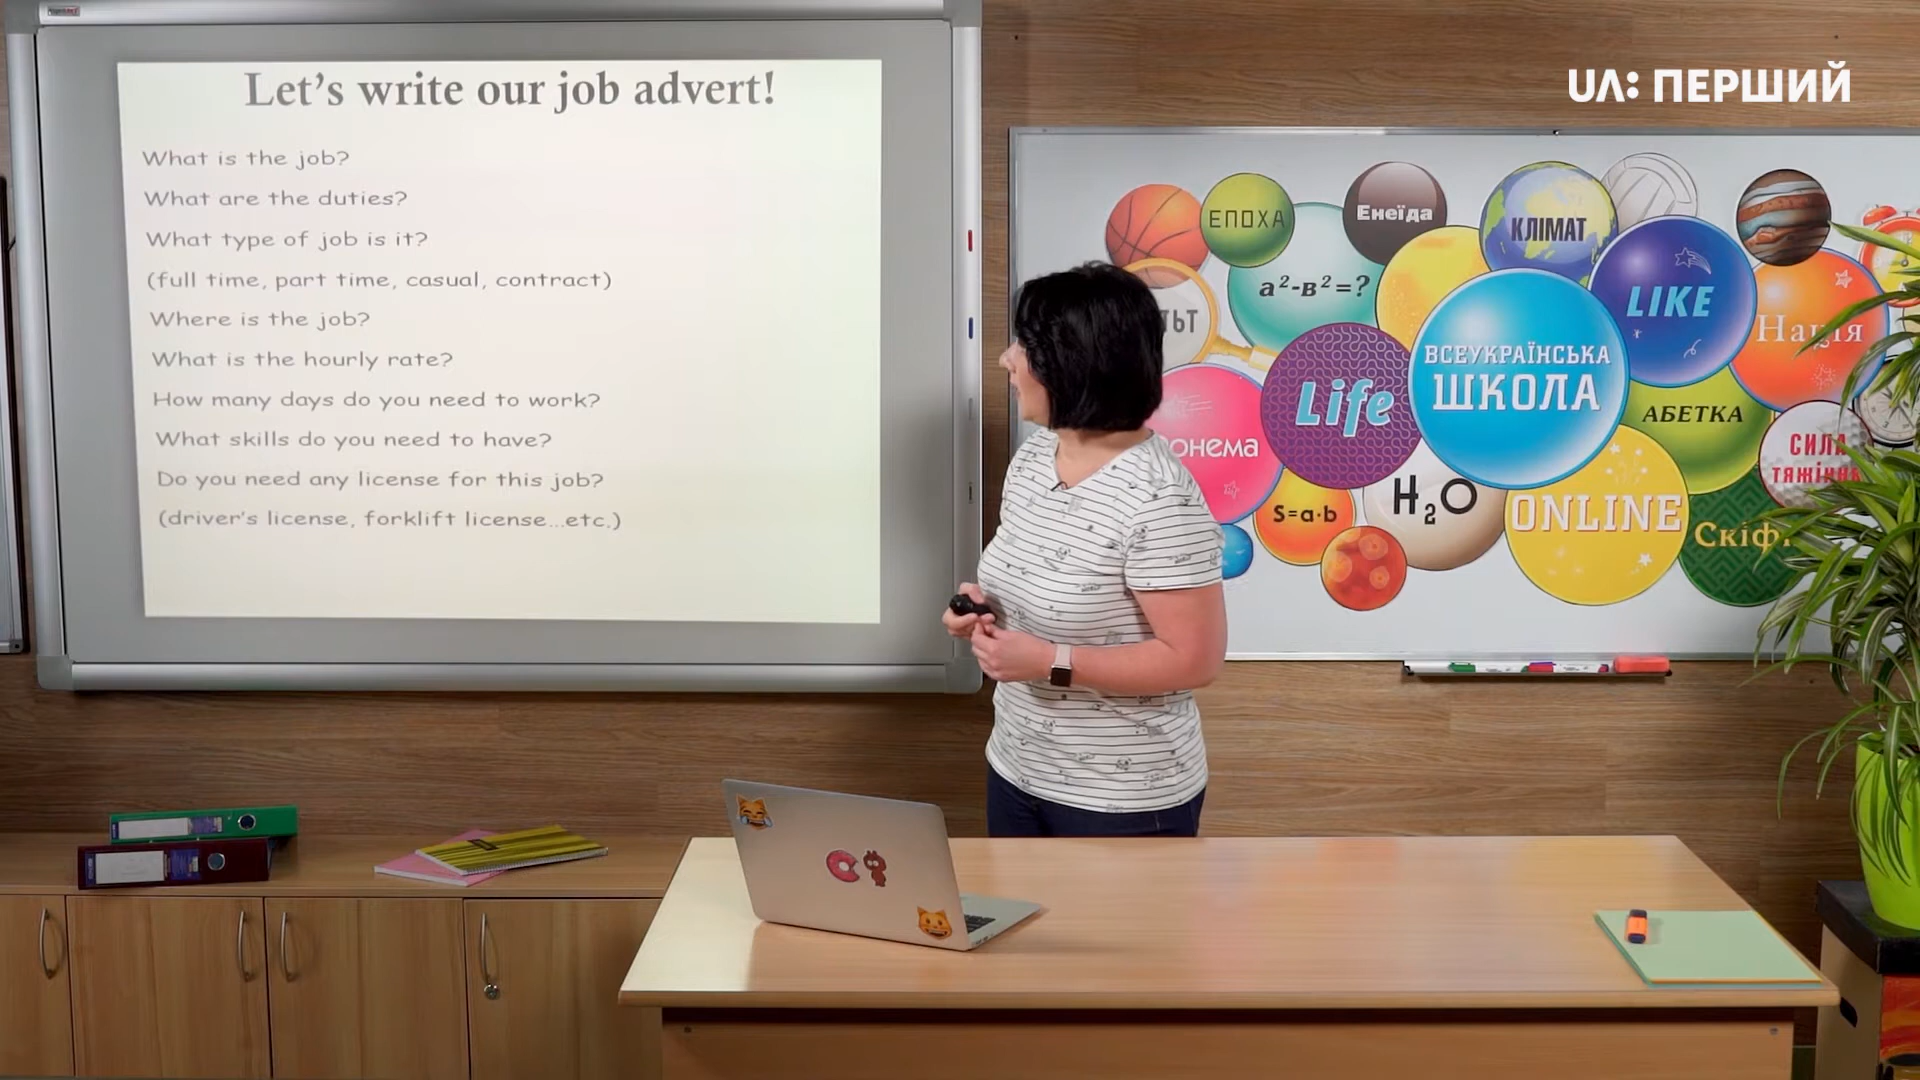 Let's write our job advert!
What is the job?
What are the duties?
What type of job is it?
(full time, part time, casual, contract)
Where is the job?
What is the hourly rate?
How many days do you need to work?
What skills do you need to have?
Do you need any license for this job?
(driver's license, forklift license...etc.)
UA: ПЕРШИЙ
ЕПОХА
Енеїда
КЛІМАТ
a²-в²=?
LIKE
Нація
Life
ВСЕУКРАЇНСЬКА
ШКОЛА
АБЕТКА
СИЛА
S=a·b
H₂O
ONLINE